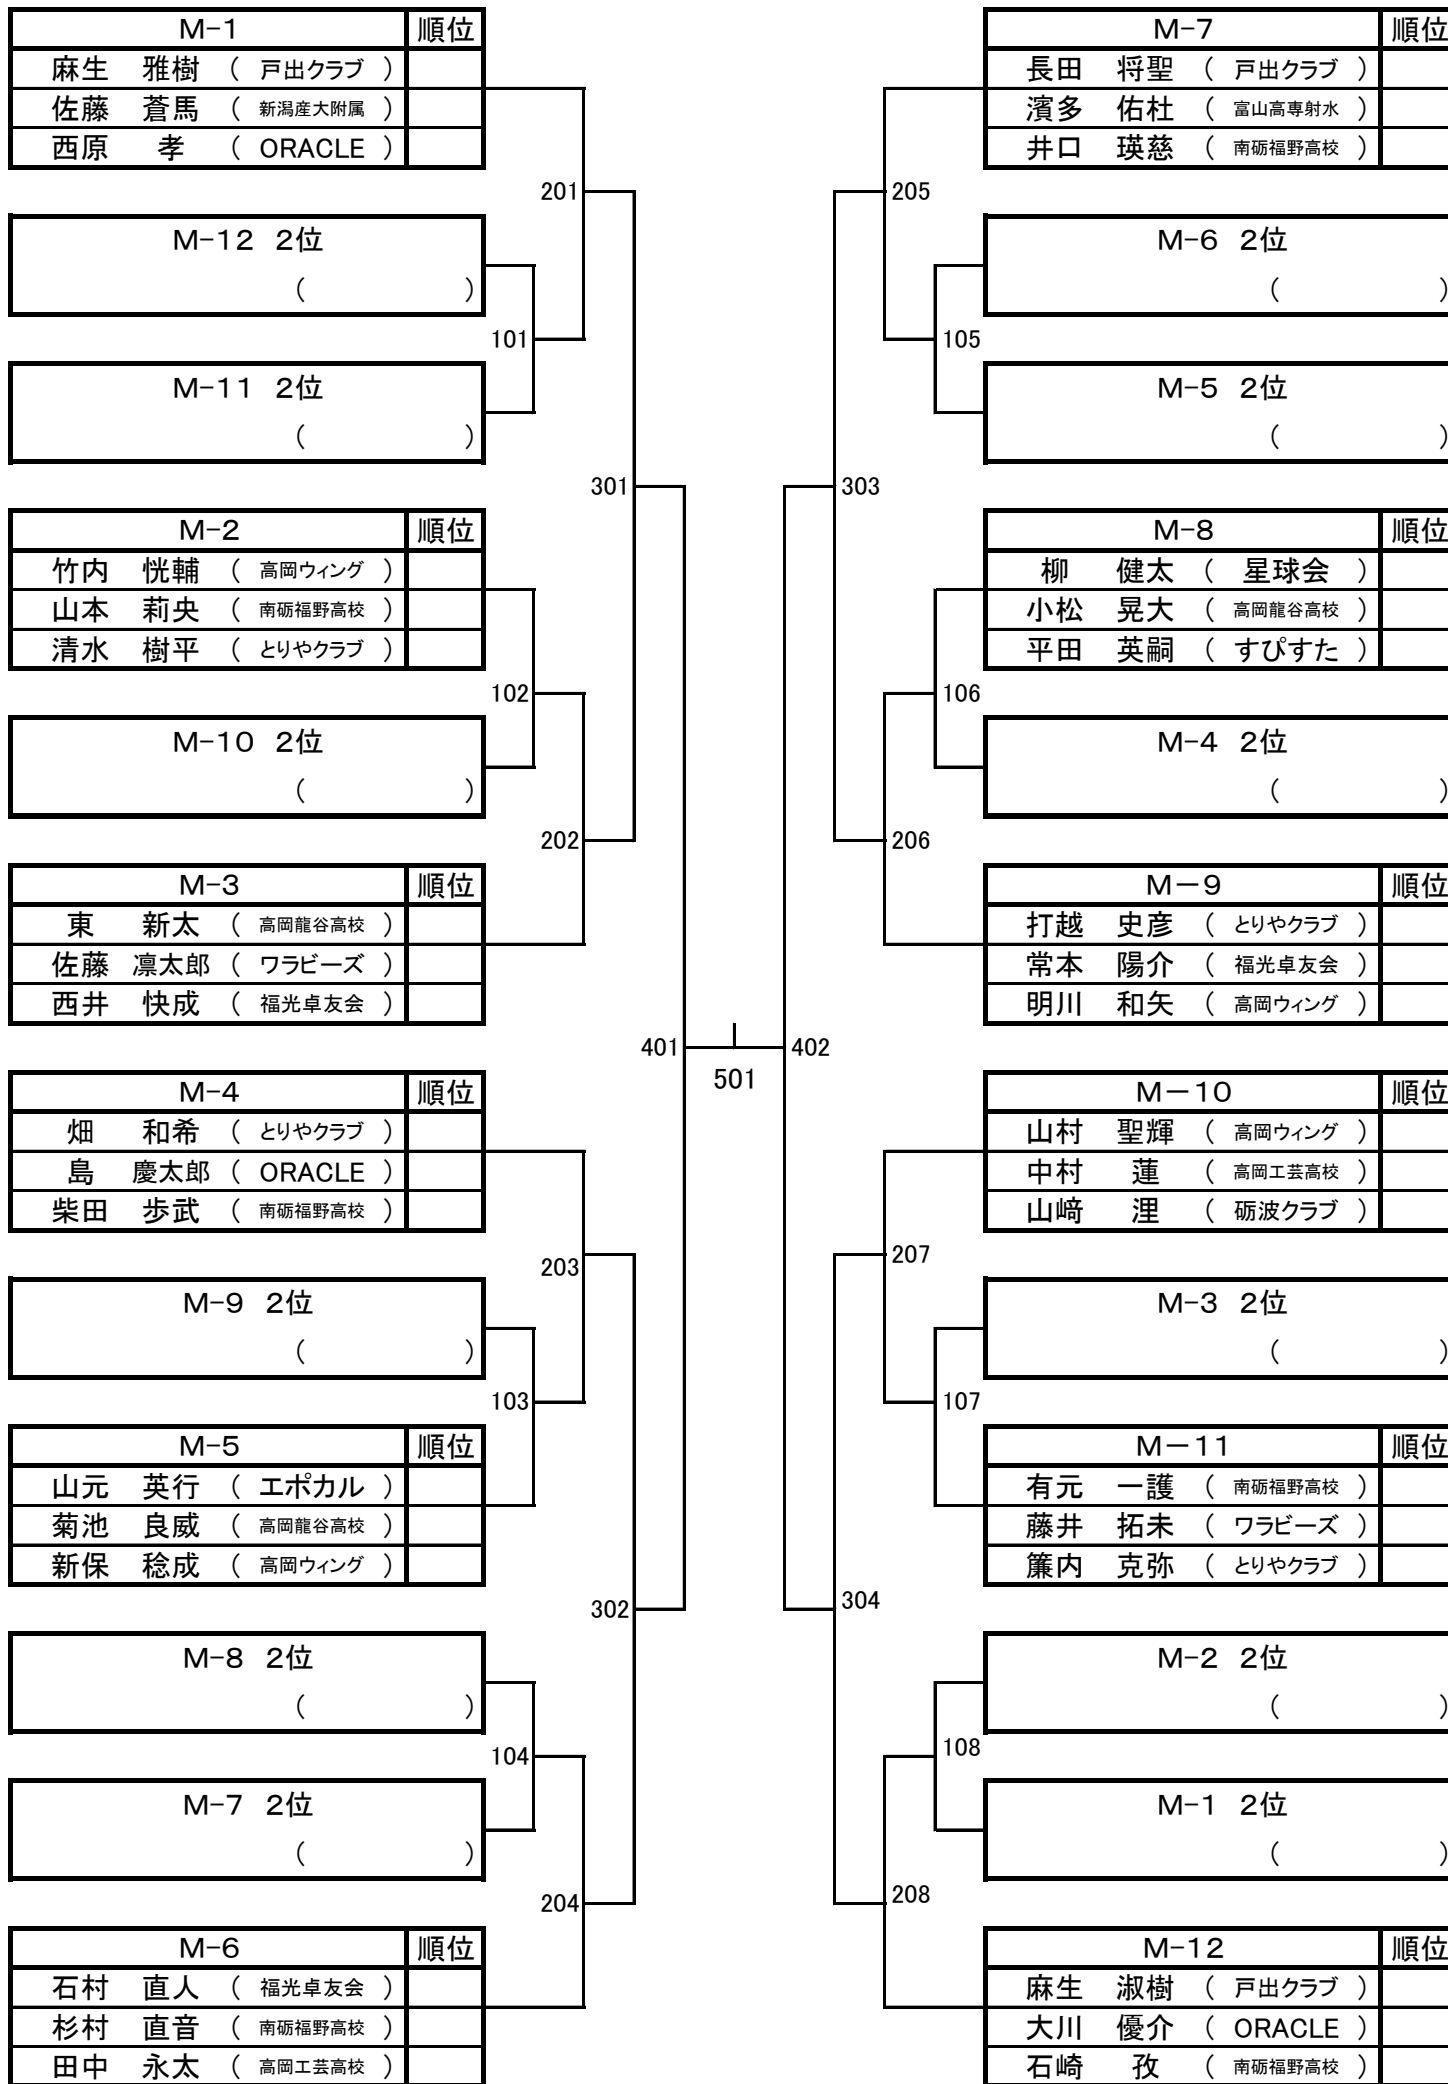 M-1 順位
麻生 雅樹 ( 戸出クラブ )
佐藤 蒼馬 ( 新潟産大附属 )
西原 孝 ( ORACLE )
201
M-12 2位
( )
101
M-11 2位
( )
301
M-2 順位
竹内 恍輔 ( 高岡ウィング )
山本 莉央 ( 南砺福野高校 )
清水 樹平 ( とりやクラブ )
102
M-10 2位
( )
202
M-3 順位
東 新太 ( 高岡龍谷高校 )
佐藤 凛太郎 ( ワラビーズ )
西井 快成 ( 福光卓友会 )
401
501
M-4 順位
畑 和希 ( とりやクラブ )
島 慶太郎 ( ORACLE )
柴田 歩武 ( 南砺福野高校 )
203
M-9 2位
( )
103
M-5 順位
山元 英行 ( エポカル )
菊池 良威 ( 高岡龍谷高校 )
新保 稔成 ( 高岡ウィング )
302
M-8 2位
( )
104
M-7 2位
( )
204
M-6 順位
石村 直人 ( 福光卓友会 )
杉村 直音 ( 南砺福野高校 )
田中 永太 ( 高岡工芸高校 )
M-7 順位
長田 将聖 ( 戸出クラブ )
濱多 佑杜 ( 富山高専射水 )
井口 瑛慈 ( 南砺福野高校 )
205
M-6 2位
( )
105
M-5 2位
( )
303
M-8 順位
柳 健太 ( 星球会 )
小松 晃大 ( 高岡龍谷高校 )
平田 英嗣 ( すぴすた )
106
M-4 2位
( )
206
M－9 順位
打越 史彦 ( とりやクラブ )
常本 陽介 ( 福光卓友会 )
明川 和矢 ( 高岡ウィング )
402
M－10 順位
山村 聖輝 ( 高岡ウィング )
中村 蓮 ( 高岡工芸高校 )
山﨑 浬 ( 砺波クラブ )
207
M-3 2位
( )
107
M－11 順位
有元 一護 ( 南砺福野高校 )
藤井 拓未 ( ワラビーズ )
簾内 克弥 ( とりやクラブ )
304
M-2 2位
( )
108
M-1 2位
( )
208
M-12 順位
麻生 淑樹 ( 戸出クラブ )
大川 優介 ( ORACLE )
石崎 孜 ( 南砺福野高校 )